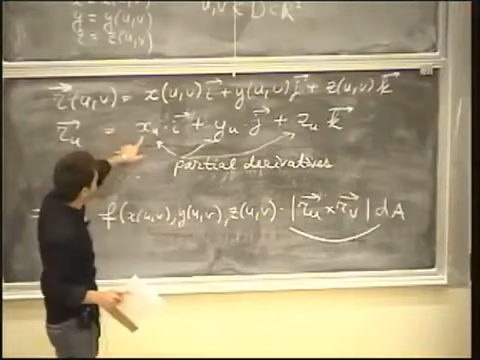 y = y(u,v)
z = z(u,v)
u,v ∈ D ⊂ ℝ²
r⃗(u,v) = x(u,v) i⃗ + y(u,v) j⃗ + z(u,v) k⃗
r⃗ᵤ = xᵤ · i⃗ + yᵤ · j⃗ + zᵤ k⃗
partial derivatives
= f(x(u,v), y(u,v), z(u,v)) · |r⃗ᵤ × r⃗ᵥ| dA